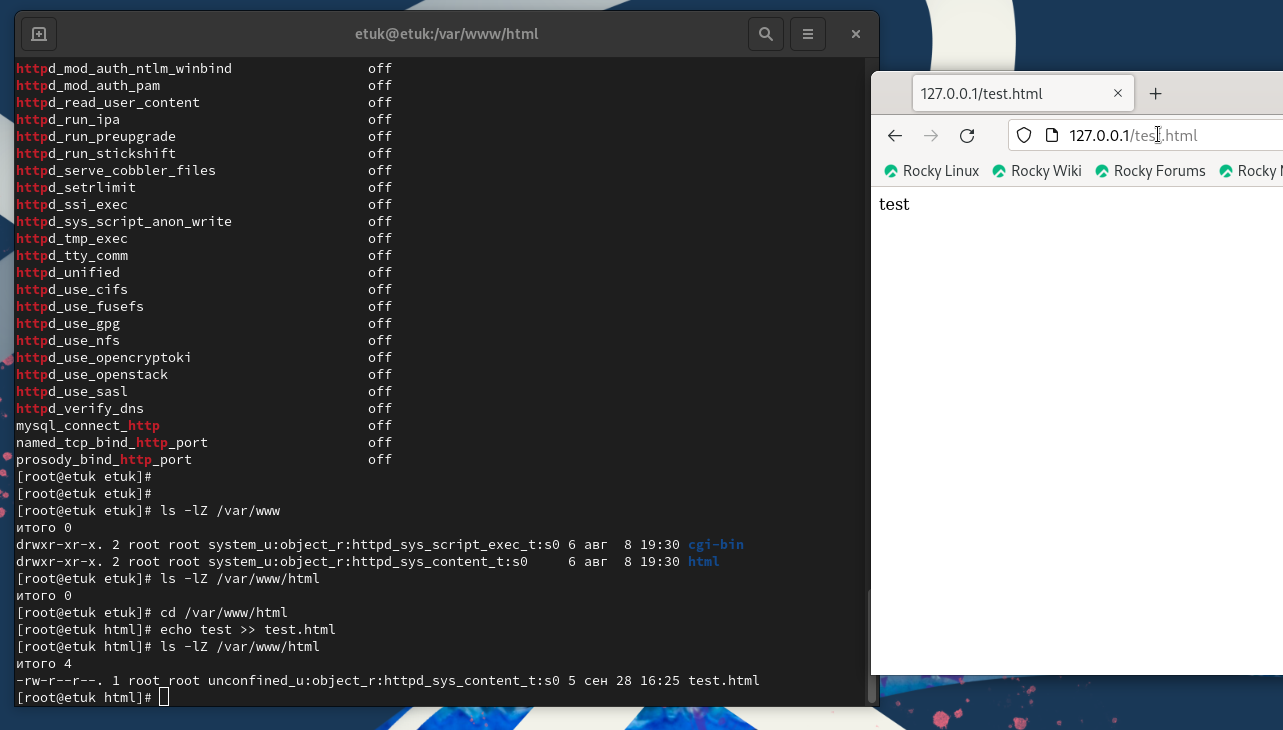 etuk@etuk:/var/www/html
httpd_mod_auth_ntlm_winbind off
httpd_mod_auth_pam off
httpd_read_user_content off
httpd_run_ipa off
httpd_run_preupgrade off
httpd_run_stickshift off
httpd_serve_cobbler_files off
httpd_setrlimit off
httpd_ssi_exec off
httpd_sys_script_anon_write off
httpd_tmp_exec off
httpd_tty_comm off
httpd_unified off
httpd_use_cifs off
httpd_use_fusefs off
httpd_use_gpg off
httpd_use_nfs off
httpd_use_opencryptoki off
httpd_use_openstack off
httpd_use_sasl off
httpd_verify_dns off
mysql_connect_http off
named_tcp_bind_http_port off
prosody_bind_http_port off
[root@etuk etuk]#
[root@etuk etuk]#
[root@etuk etuk]# ls -lZ /var/www
итого 0
drwxr-xr-x. 2 root root system_u:object_r:httpd_sys_script_exec_t:s0 6 авг 8 19:30 cgi-bin
drwxr-xr-x. 2 root root system_u:object_r:httpd_sys_content_t:s0 6 авг 8 19:30 html
[root@etuk etuk]# ls -lZ /var/www/html
итого 0
[root@etuk etuk]# cd /var/www/html
[root@etuk html]# echo test >> test.html
[root@etuk html]# ls -lZ /var/www/html
итого 4
-rw-r--r--. 1 root root unconfined_u:object_r:httpd_sys_content_t:s0 5 сен 28 16:25 test.html
[root@etuk html]#
127.0.0.1/test.html
127.0.0.1/test.html
Rocky Linux Rocky Wiki Rocky Forums Rocky
test